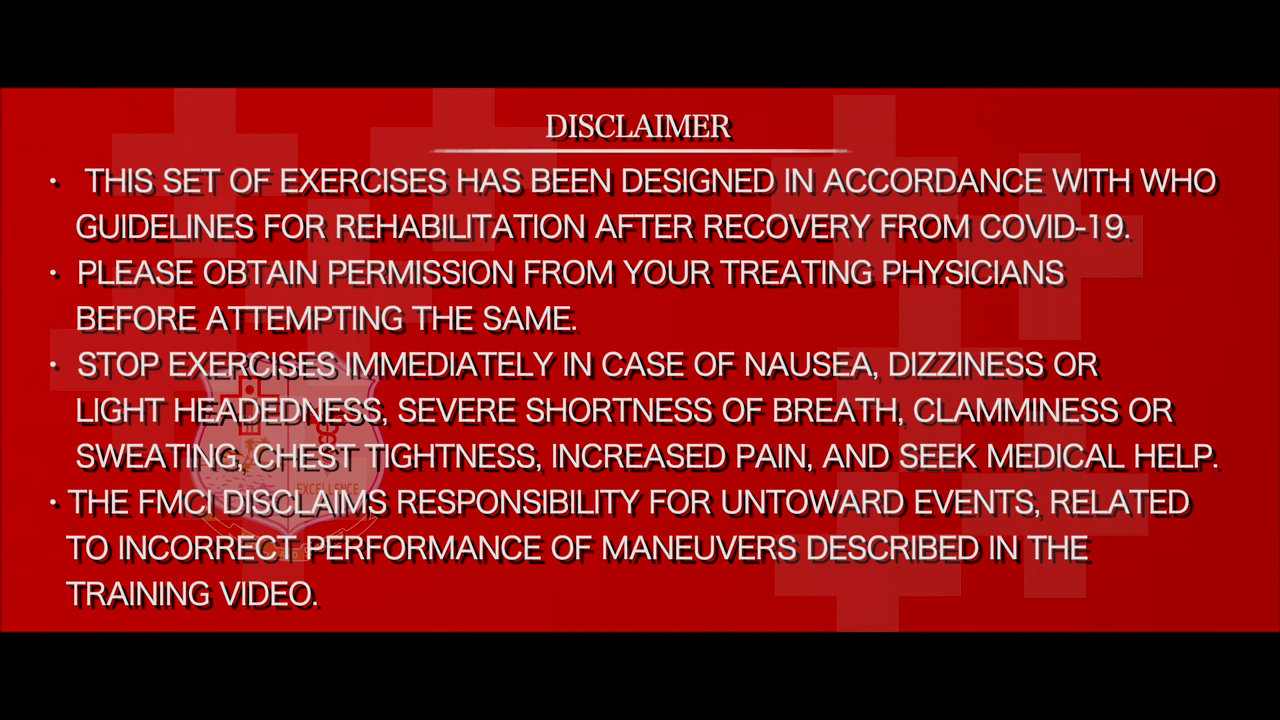 DISCLAIMER
• THIS SET OF EXERCISES HAS BEEN DESIGNED IN ACCORDANCE WITH WHO
GUIDELINES FOR REHABILITATION AFTER RECOVERY FROM COVID-19.
• PLEASE OBTAIN PERMISSION FROM YOUR TREATING PHYSICIANS
BEFORE ATTEMPTING THE SAME.
• STOP EXERCISES IMMEDIATELY IN CASE OF NAUSEA, DIZZINESS OR
LIGHT HEADEDNESS, SEVERE SHORTNESS OF BREATH, CLAMMINESS OR
SWEATING, CHEST TIGHTNESS, INCREASED PAIN, AND SEEK MEDICAL HELP.
EXCELLENCE
• THE FMCI DISCLAIMS RESPONSIBILITY FOR UNTOWARD EVENTS, RELATED
TO INCORRECT PERFORMANCE OF MANEUVERS DESCRIBED IN THE
TRAINING VIDEO.